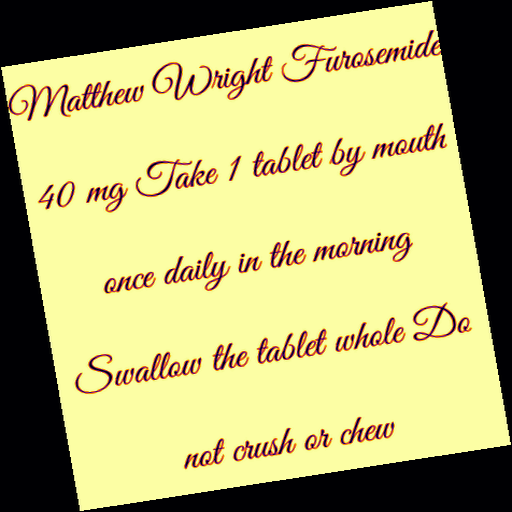 Matthew Wright Furosemide
40 mg Take 1 tablet by mouth
once daily in the morning
Swallow the tablet whole Do
not crush or chew